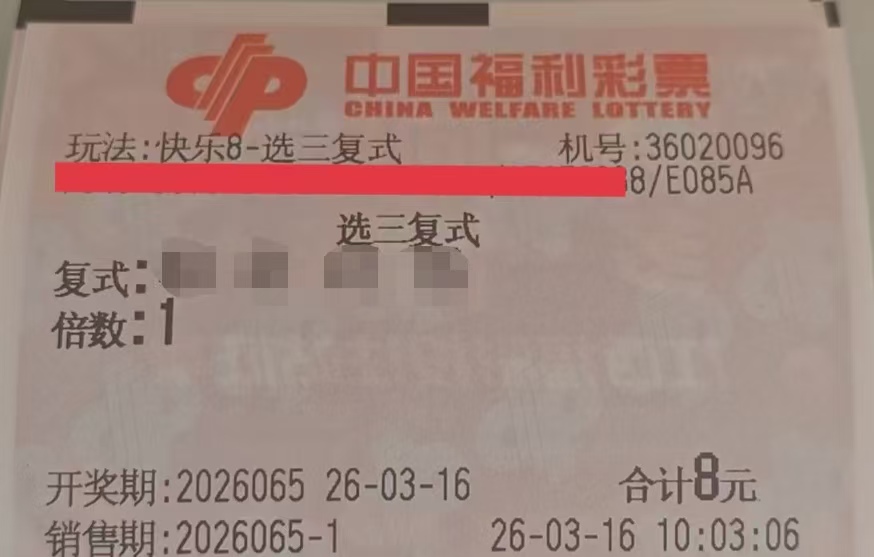 中国福利彩票
CHINA WELFARE LOTTERY
玩法:快乐8-选三复式 机号:36020096
8/E085A
选三复式
复式:
倍数:1
开奖期:2026065 26-03-16 合计8元
销售期:2026065-1 26-03-16 10:03:06